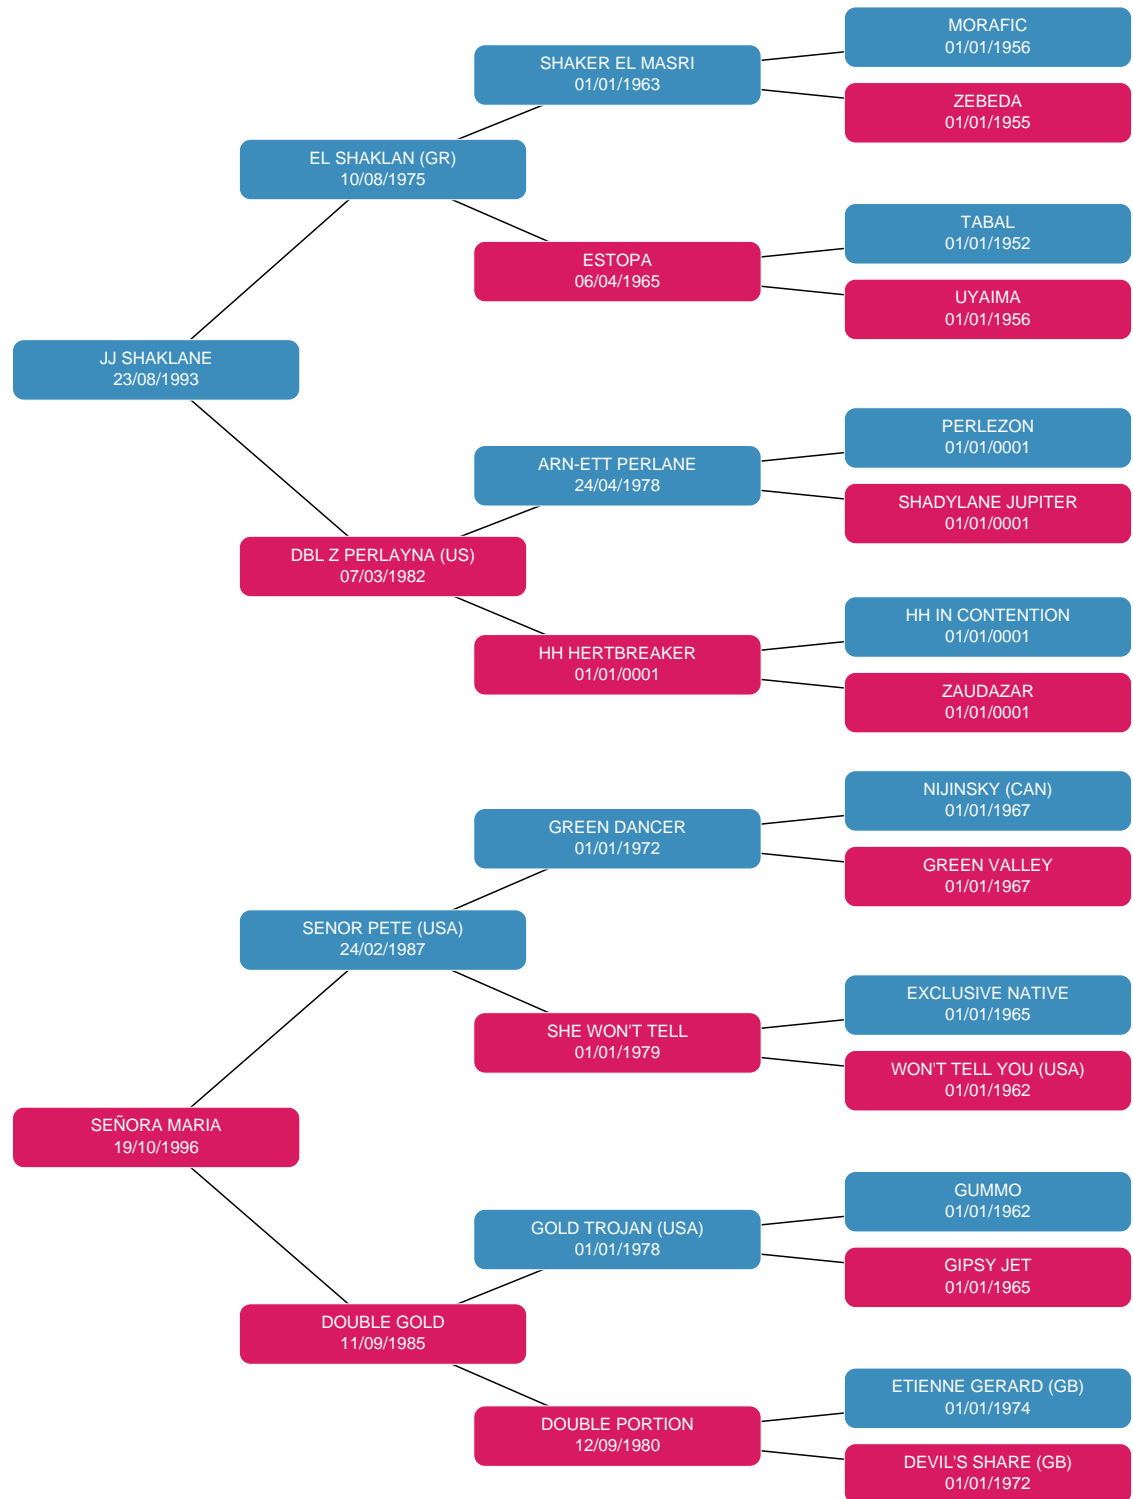 MORAFIC
01/01/1956
SHAKER EL MASRI
01/01/1963
ZEBEDA
01/01/1955
EL SHAKLAN (GR)
10/08/1975
TABAL
01/01/1952
ESTOPA
06/04/1965
UYAIMA
01/01/1956
JJ SHAKLANE
23/08/1993
PERLEZON
01/01/0001
ARN-ETT PERLANE
24/04/1978
SHADYLANE JUPITER
01/01/0001
DBL Z PERLAYNA (US)
07/03/1982
HH IN CONTENTION
01/01/0001
HH HERTBREAKER
01/01/0001
ZAUDAZAR
01/01/0001
NIJINSKY (CAN)
01/01/1967
GREEN DANCER
01/01/1972
GREEN VALLEY
01/01/1967
SENOR PETE (USA)
24/02/1987
EXCLUSIVE NATIVE
01/01/1965
SHE WON'T TELL
01/01/1979
WON'T TELL YOU (USA)
01/01/1962
SEÑORA MARIA
19/10/1996
GUMMO
01/01/1962
GOLD TROJAN (USA)
01/01/1978
GIPSY JET
01/01/1965
DOUBLE GOLD
11/09/1985
ETIENNE GERARD (GB)
01/01/1974
DOUBLE PORTION
12/09/1980
DEVIL'S SHARE (GB)
01/01/1972